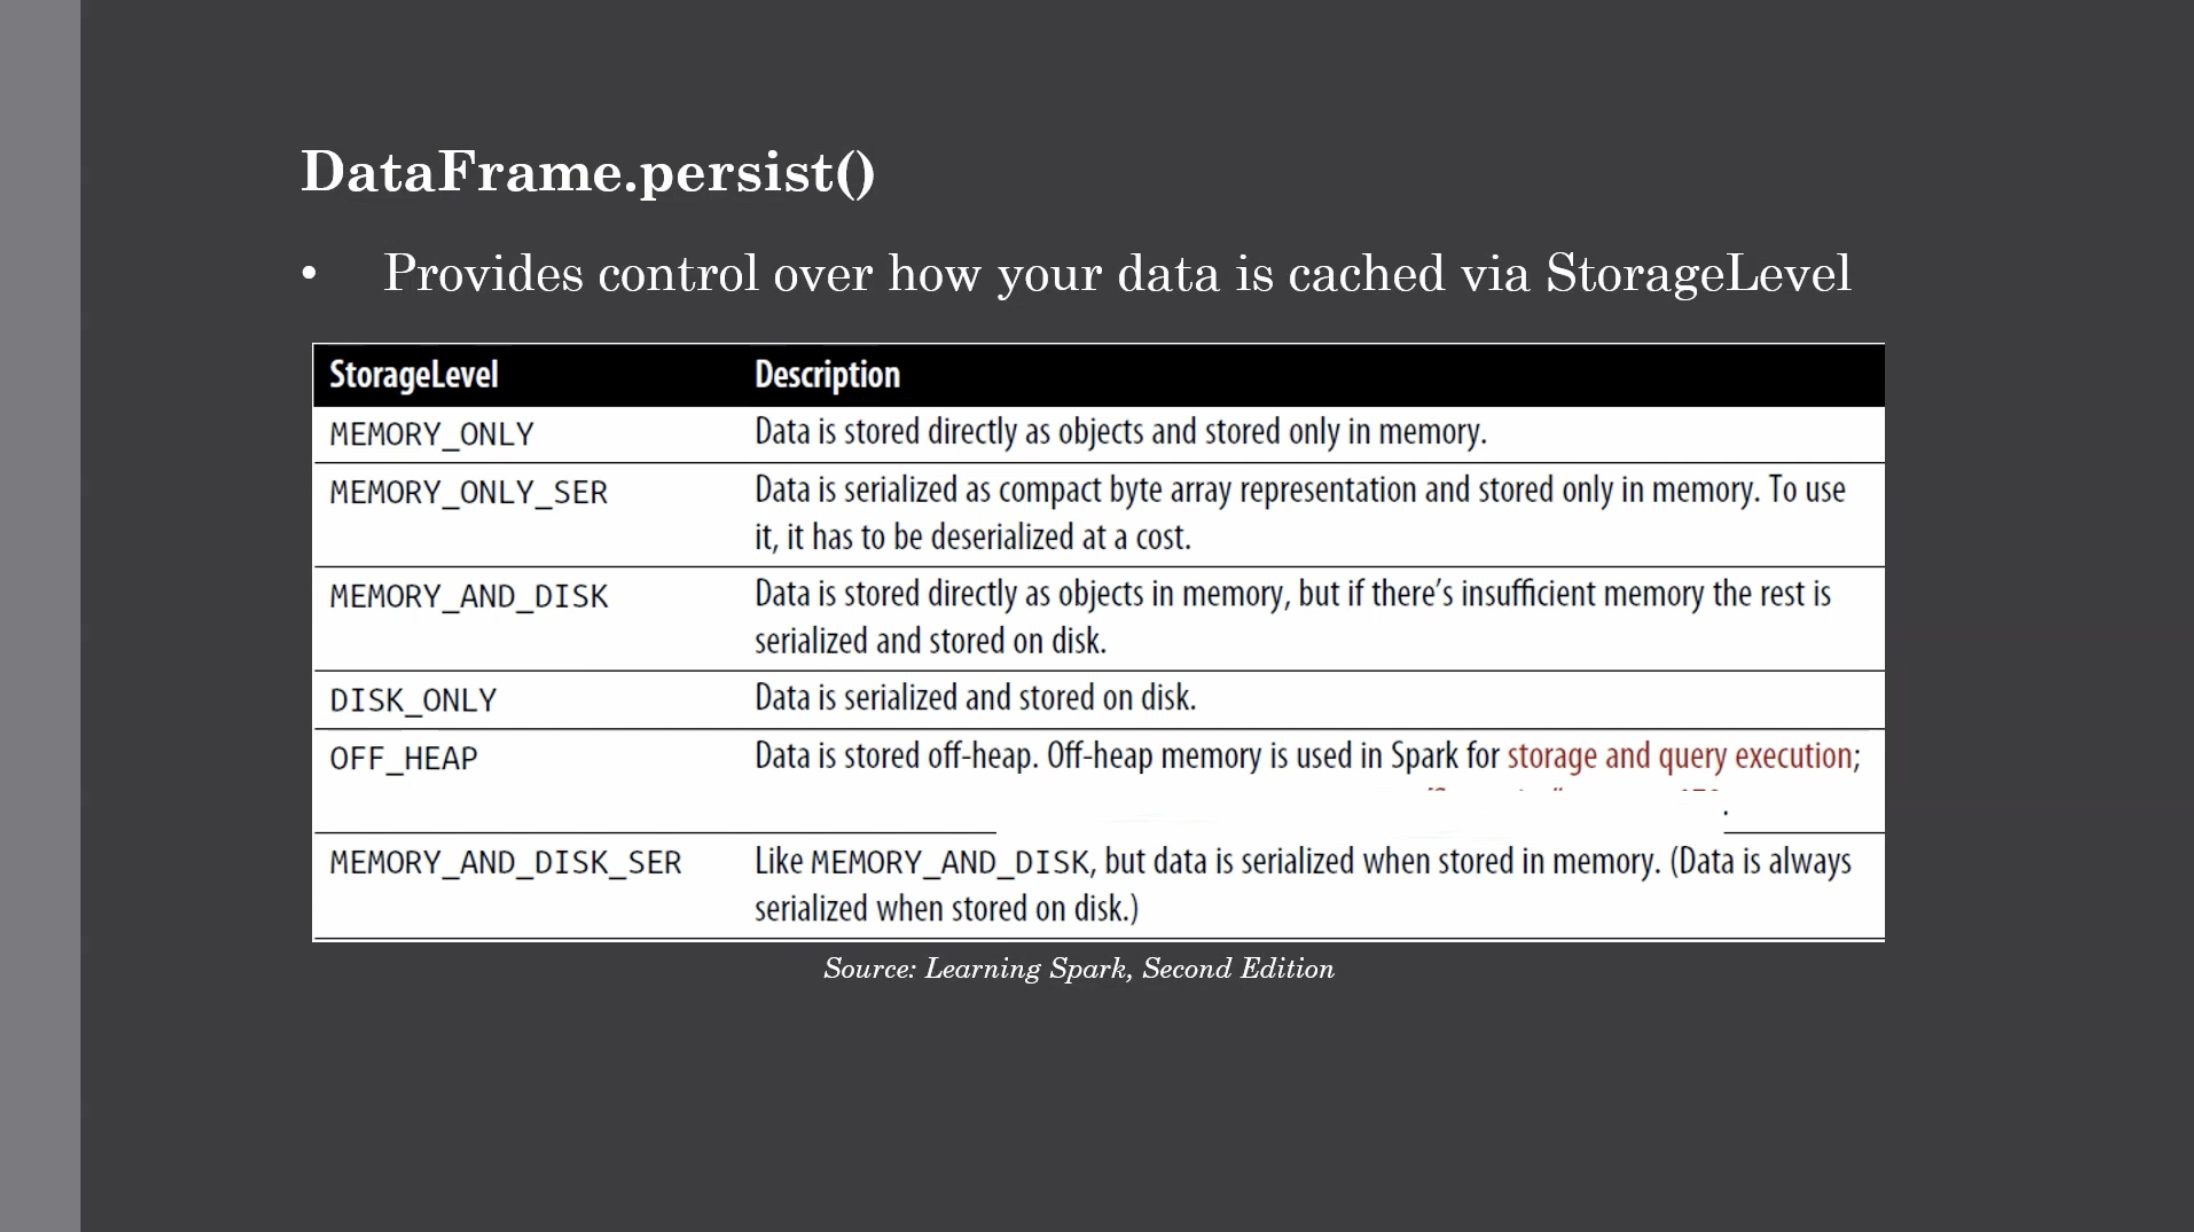 DataFrame.persist()
• Provides control over how your data is cached via StorageLevel
StorageLevel Description
MEMORY_ONLY Data is stored directly as objects and stored only in memory.
MEMORY_ONLY_SER Data is serialized as compact byte array representation and stored only in memory. To use
it, it has to be deserialized at a cost.
MEMORY_AND_DISK Data is stored directly as objects in memory, but if there’s insufficient memory the rest is
serialized and stored on disk.
DISK_ONLY Data is serialized and stored on disk.
OFF_HEAP Data is stored off-heap. Off-heap memory is used in Spark for storage and query execution;
MEMORY_AND_DISK_SER Like MEMORY_AND_DISK, but data is serialized when stored in memory. (Data is always
serialized when stored on disk.)
Source: Learning Spark, Second Edition